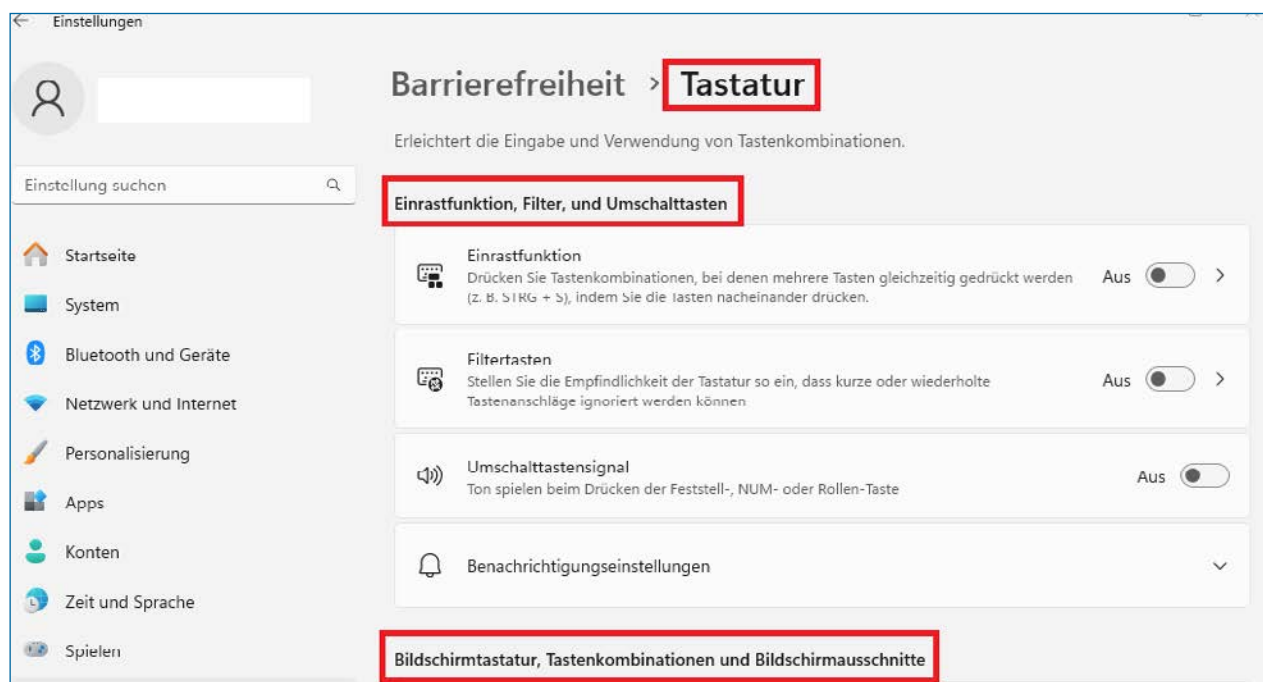 Einstellungen
Barrierefreiheit > Tastatur
Erleichtert die Eingabe und Verwendung von Tastenkombinationen.
Einstellung suchen
Startseite
System
Bluetooth und Geräte
Netzwerk und Internet
Personalisierung
Apps
Konten
Zeit und Sprache
Spielen
Einrastfunktion, Filter, und Umschalttasten
Einrastfunktion
Drücken Sie Tastenkombinationen, bei denen mehrere Tasten gleichzeitig gedrückt werden
(z. B. STRG + S), indem Sie die Tasten nacheinander drücken.
Aus
Filtertasten
Stellen Sie die Empfindlichkeit der Tastatur so ein, dass kurze oder wiederholte
Tastenanschläge ignoriert werden können
Aus
Umschalttastensignal
Ton spielen beim Drücken der Feststell-, NUM- oder Rollen-Taste
Aus
Benachrichtigungseinstellungen
Bildschirmtastatur, Tastenkombinationen und Bildschirmausschnitte